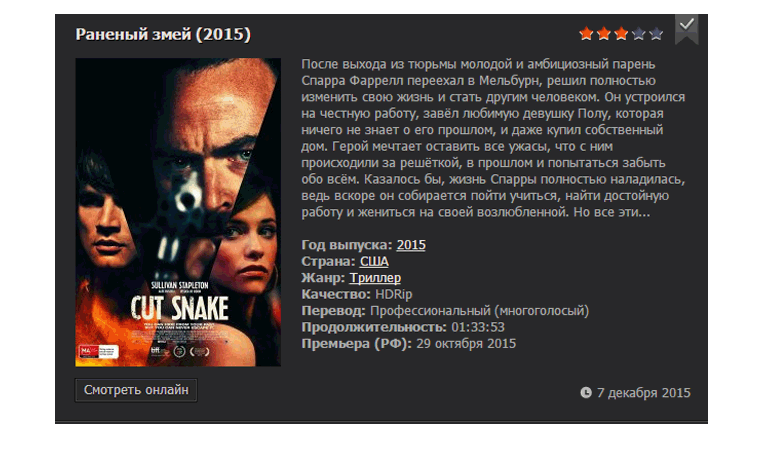 Раненый змей (2015)
После выхода из тюрьмы молодой и амбициозный парень
Спарра Фаррелл переехал в Мельбурн, решил полностью
изменить свою жизнь и стать другим человеком. Он устроился
на честную работу, завёл любимую девушку Полу, которая
ничего не знает о его прошлом, и даже купил собственный
дом. Герой мечтает оставить все ужасы, что с ним
происходили за решёткой, в прошлом и попытаться забыть
обо всём. Казалось бы, жизнь Спарры полностью наладилась,
ведь вскоре он собирается пойти учиться, найти достойную
работу и жениться на своей возлюбленной. Но все эти...
Год выпуска: 2015
Страна: США
Жанр: Триллер
Качество: HDRip
Перевод: Профессиональный (многоголосый)
Продолжительность: 01:33:53
Премьера (РФ): 29 октября 2015
SULLIVAN STAPLETON
CUT SNAKE
Смотреть онлайн
7 декабря 2015